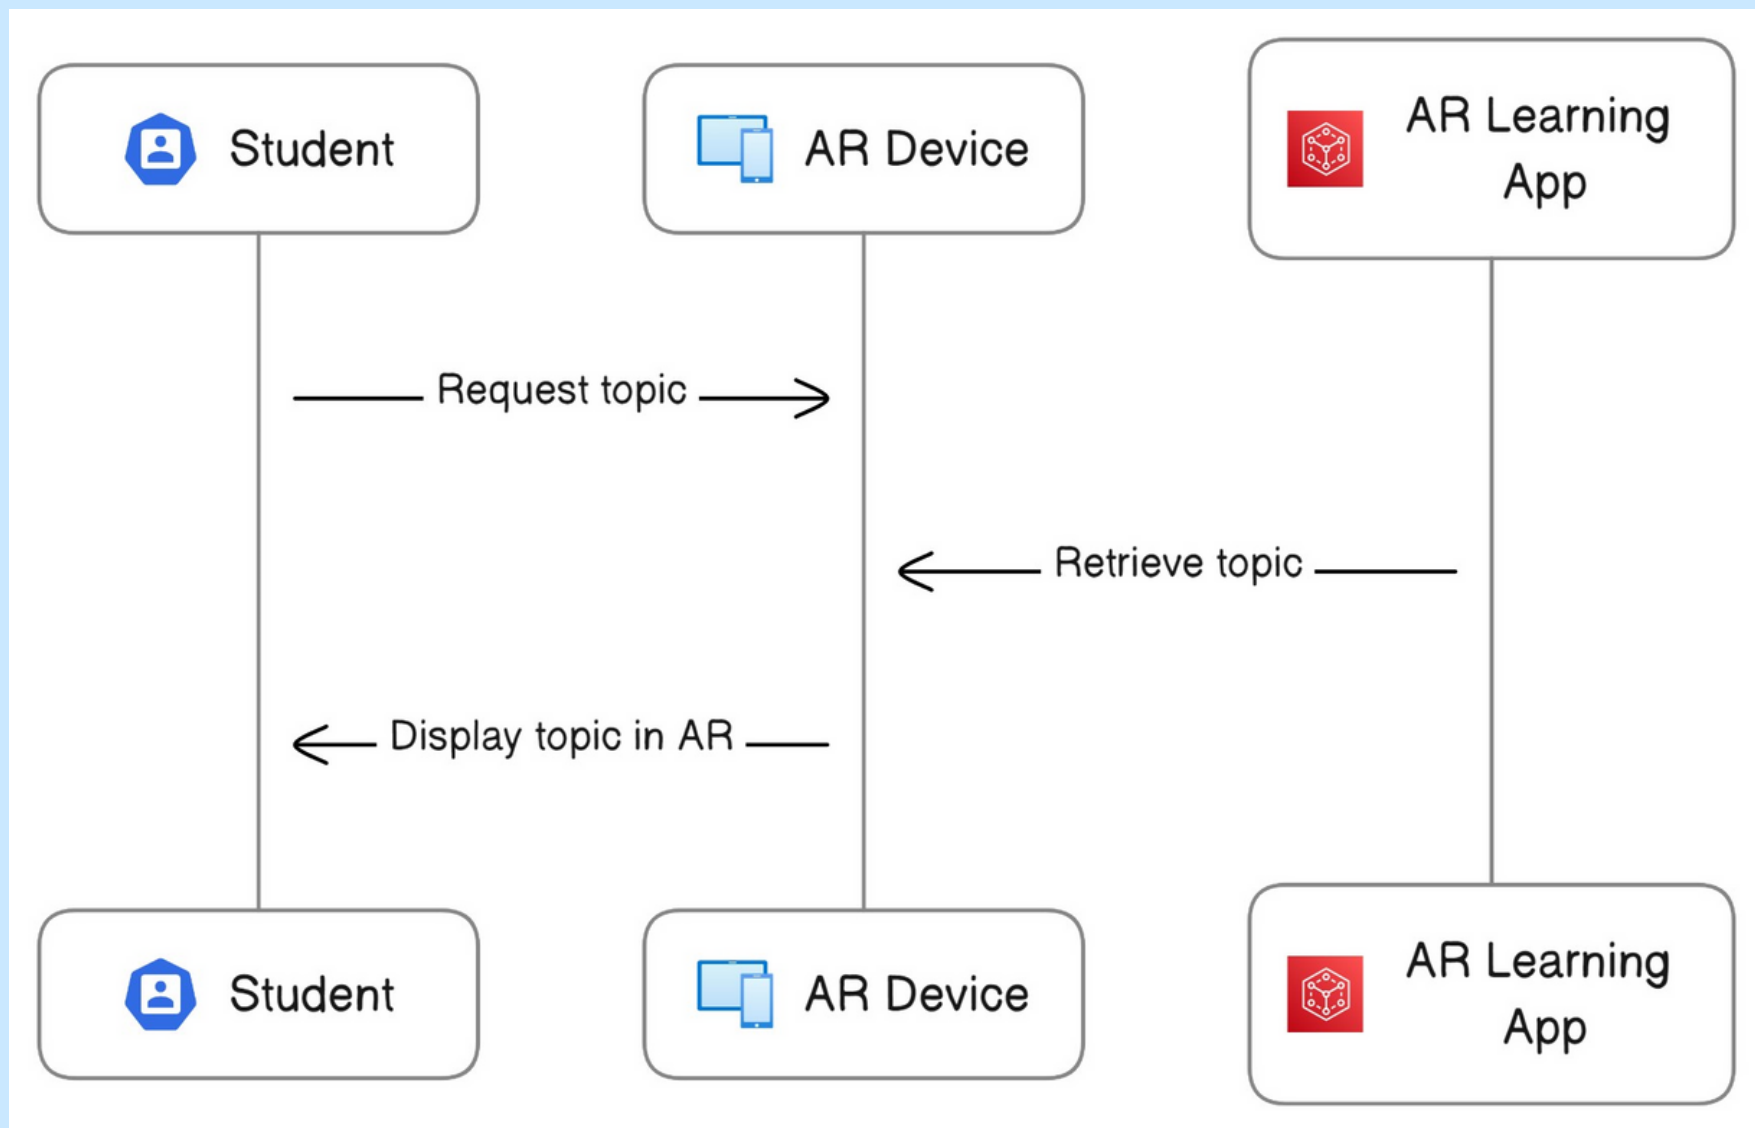 Student
AR Device
AR Learning
App
Request topic
Retrieve topic
Display topic in AR
Student
AR Device
AR Learning
App